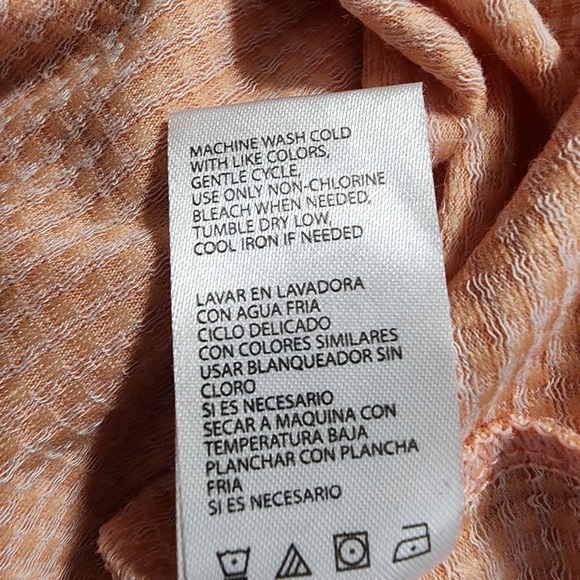 MACHINE WASH COLD
WITH LIKE COLORS,
GENTLE CYCLE,
USE ONLY NON-CHLORINE
BLEACH WHEN NEEDED,
TUMBLE DRY LOW,
COOL IRON IF NEEDED
LAVAR EN LAVADORA
CON AGUA FRIA
CICLO DELICADO
CON COLORES SIMILARES
USAR BLANQUEADOR SIN
CLORO
SI ES NECESARIO
SECAR A MAQUINA CON
TEMPERATURA BAJA
PLANCHAR CON PLANCHA
FRIA
SI ES NECESARIO